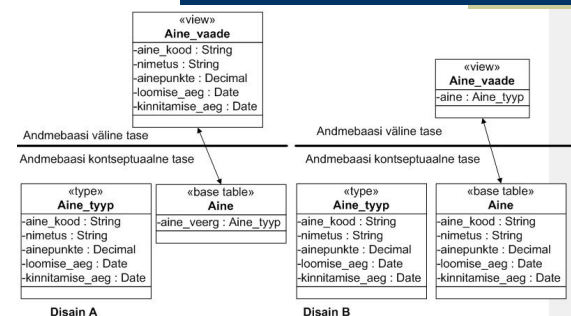 «view»
Aine_vaade
-aine_kood : String
-nimetus : String
-ainepunkte : Decimal
-loomise_aeg : Date
-kinnitamise_aeg : Date
Andmebaasi väline tase
Andmebaasi kontseptuaalne tase
«type»
Aine_tyyp
-aine_kood : String
-nimetus : String
-ainepunkte : Decimal
-loomise_aeg : Date
-kinnitamise_aeg : Date
«base table»
Aine
-aine_veerg : Aine_tyyp
Disain A
«view»
Aine_vaade
-aine : Aine_tyyp
Andmebaasi väline tase
Andmebaasi kontseptuaalne tase
«type»
Aine_tyyp
-aine_kood : String
-nimetus : String
-ainepunkte : Decimal
-loomise_aeg : Date
-kinnitamise_aeg : Date
«base table»
Aine
-aine_kood : String
-nimetus : String
-ainepunkte : Decimal
-loomise_aeg : Date
-kinnitamise_aeg : Date
Disain B